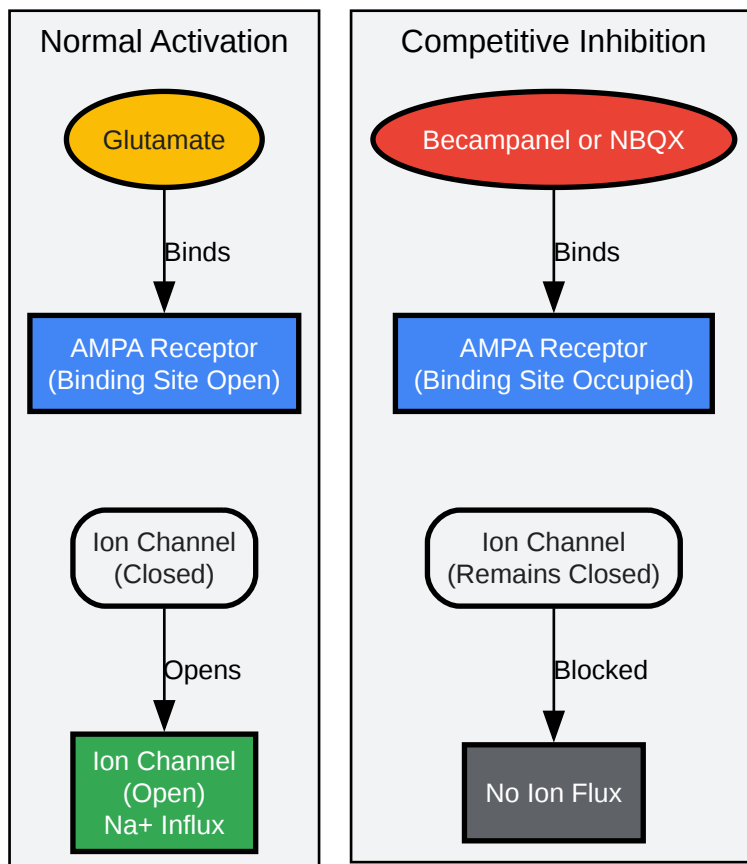 Normal Activation
Glutamate
Binds
AMPA Receptor
(Binding Site Open)
Ion Channel
(Closed)
Opens
Ion Channel
(Open)
Na+ Influx
Competitive Inhibition
Becampanel or NBQX
Binds
AMPA Receptor
(Binding Site Occupied)
Ion Channel
(Remains Closed)
Blocked
No Ion Flux